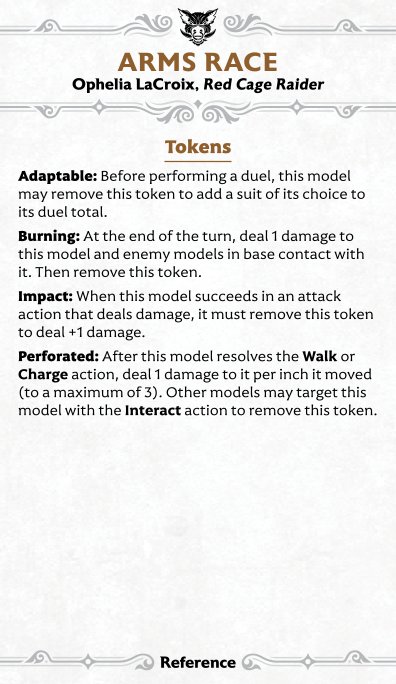 ARMS RACE
Ophelia LaCroix, Red Cage Raider
Tokens
Adaptable: Before performing a duel, this model
may remove this token to add a suit of its choice to
its duel total.
Burning: At the end of the turn, deal 1 damage to
this model and enemy models in base contact with
it. Then remove this token.
Impact: When this model succeeds in an attack
action that deals damage, it must remove this token
to deal +1 damage.
Perforated: After this model resolves the Walk or
Charge action, deal 1 damage to it per inch it moved
(to a maximum of 3). Other models may target this
model with the Interact action to remove this token.
Reference